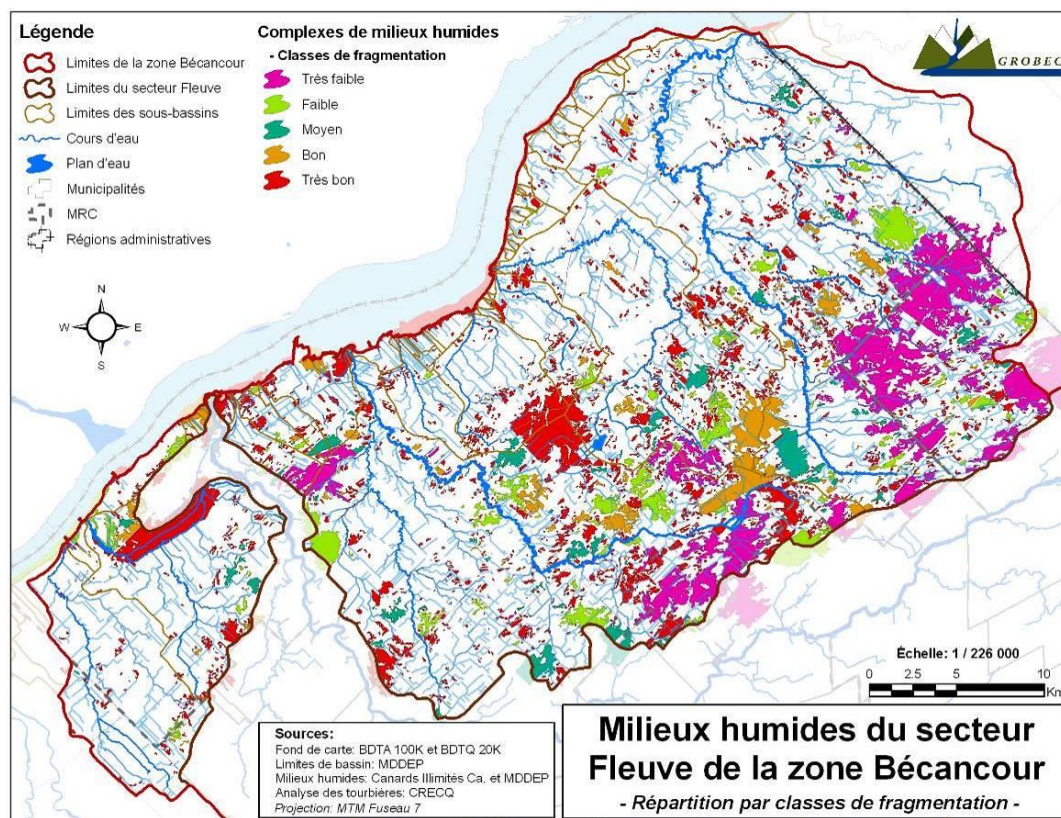 Légende
Limites de la zone Bécancour
Limites du secteur Fleuve
Limites des sous-bassins
Cours d'eau
Plan d'eau
Municipalités
MRC
Régions administratives
Complexes de milieux humides
- Classes de fragmentation
Très faible
Faible
Moyen
Bon
Très bon
GROBEC
N
W E
S
Échelle: 1 / 226 000
0 2.5 5 10
Km
Sources:
Fond de carte: BDTA 100K et BDTQ 20K
Limites de bassin: MDDEP
Milieux humides: Canards Illimités Ca. et MDDEP
Analyse des tourbières: CRECQ
Projection: MTM Fuseau 7
Milieux humides du secteur
Fleuve de la zone Bécancour
- Répartition par classes de fragmentation -